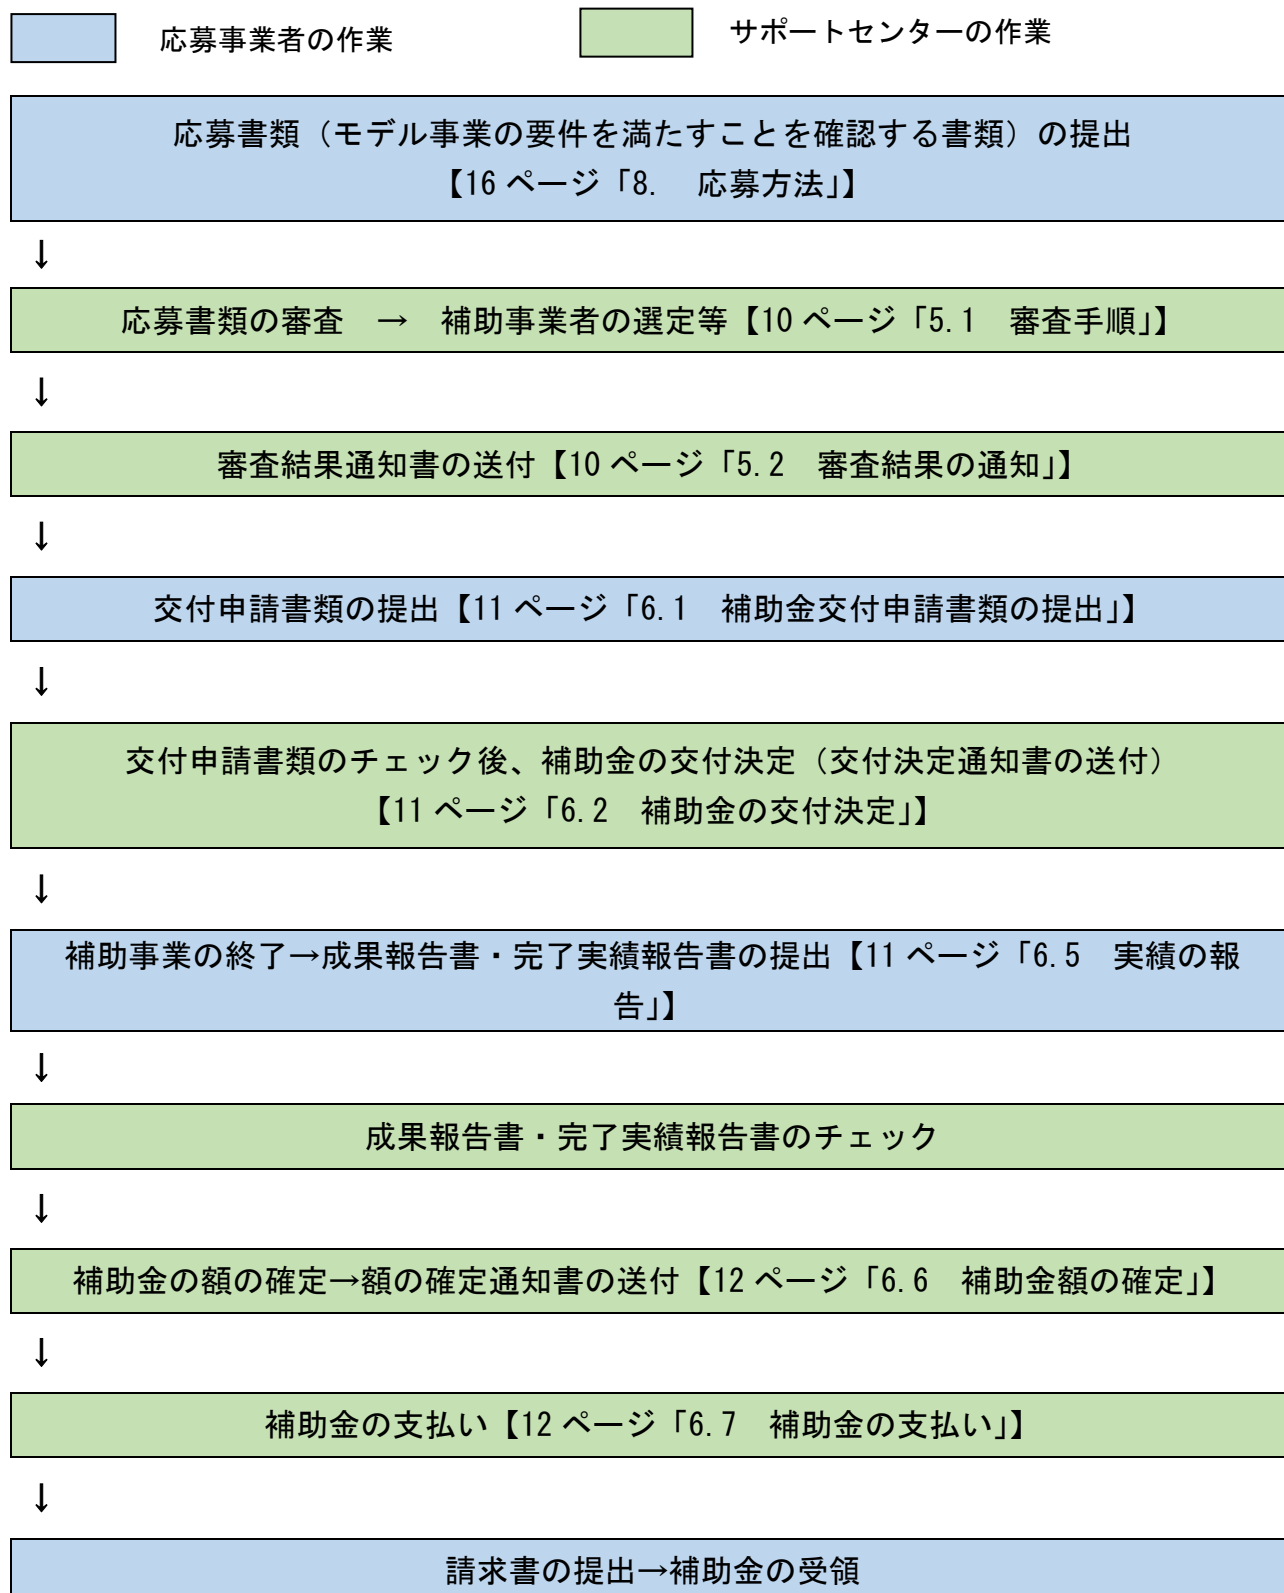 応募事業者の作業
サポートセンターの作業
応募書類（モデル事業の要件を満たすことを確認する書類）の提出
【16 ページ「8.　応募方法」】
↓
応募書類の審査　→　補助事業者の選定等【10 ページ「5.1　審査手順」】
↓
審査結果通知書の送付【10 ページ「5.2　審査結果の通知」】
↓
交付申請書類の提出【11 ページ「6.1　補助金交付申請書類の提出」】
↓
交付申請書類のチェック後、補助金の交付決定（交付決定通知書の送付）
【11 ページ「6.2　補助金の交付決定」】
↓
補助事業の終了→成果報告書・完了実績報告書の提出【11 ページ「6.5　実績の報
告」】
↓
成果報告書・完了実績報告書のチェック
↓
補助金の額の確定→額の確定通知書の送付【12 ページ「6.6　補助金額の確定」】
↓
補助金の支払い【12 ページ「6.7　補助金の支払い」】
↓
請求書の提出→補助金の受領